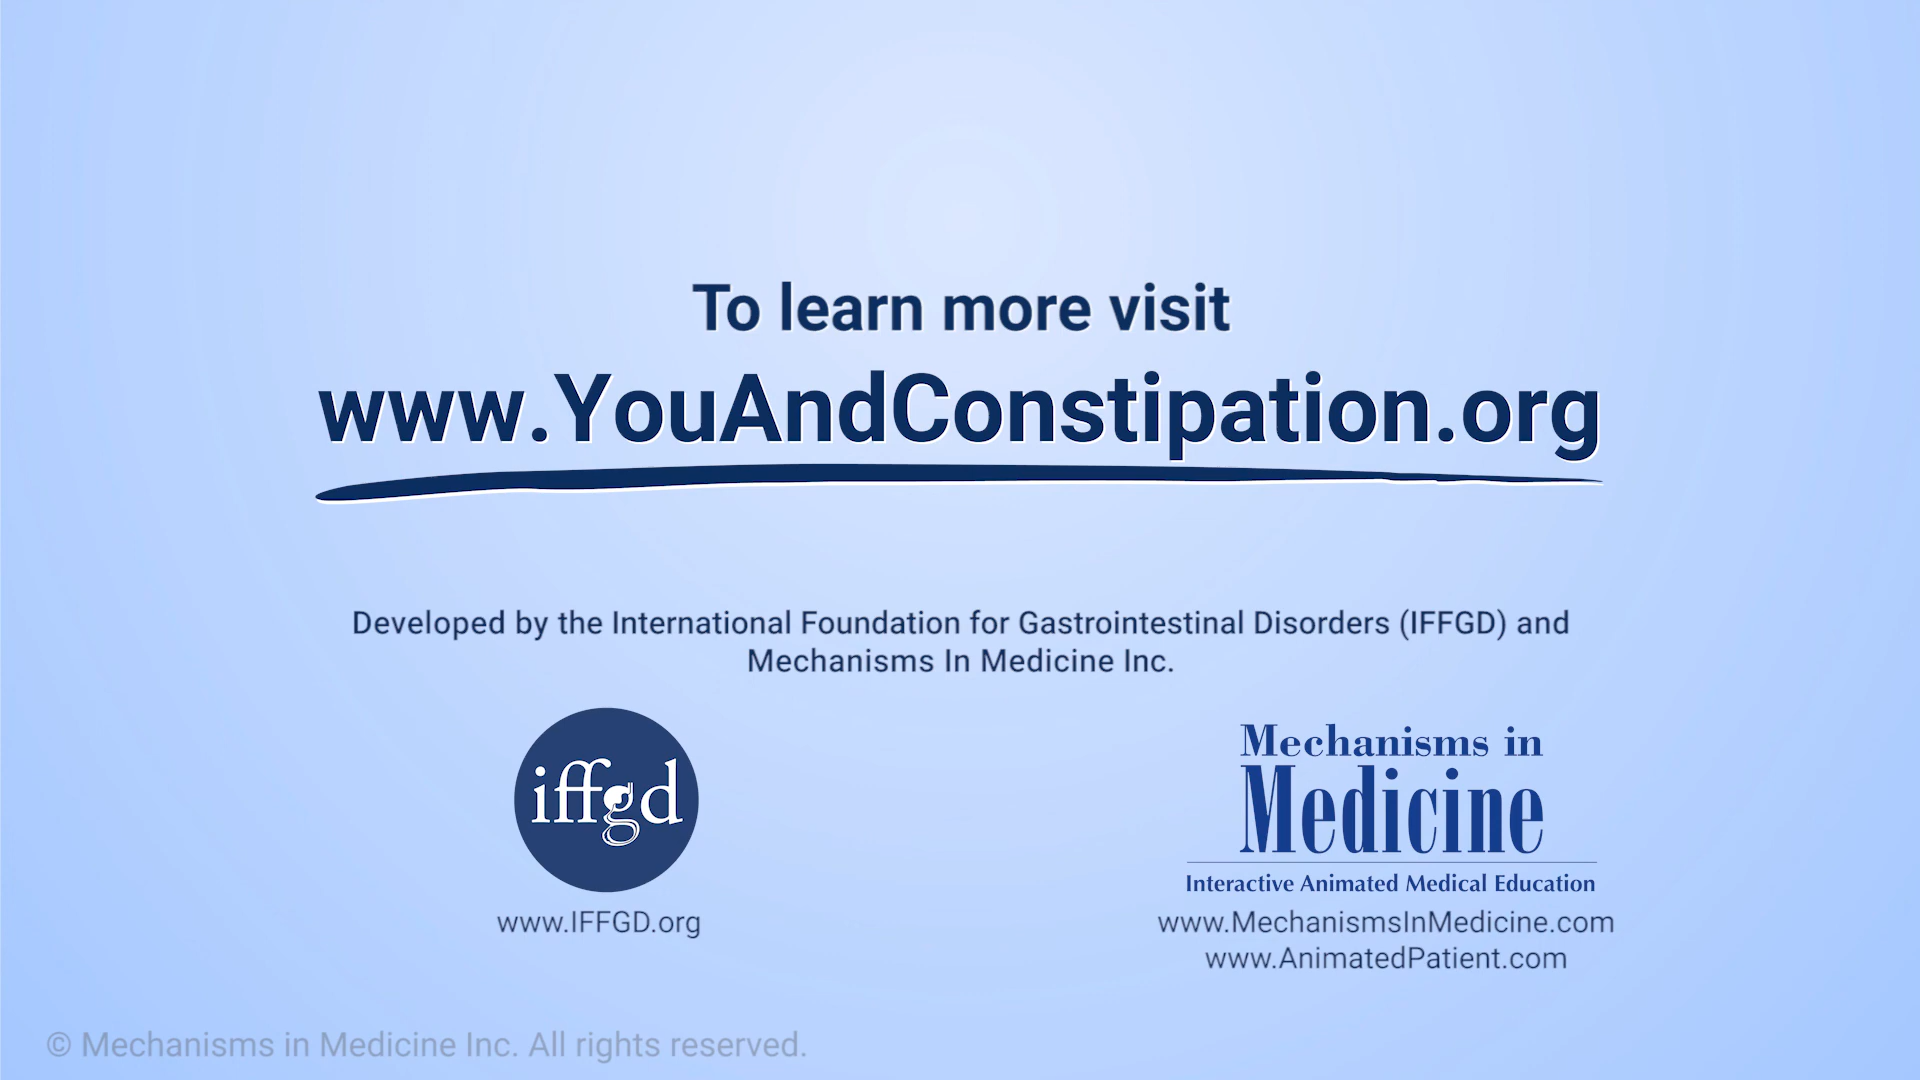 To learn more visit
www.YouAndConstipation.org
Developed by the International Foundation for Gastrointestinal Disorders (IFFGD) and
Mechanisms In Medicine Inc.
iffgd
www.IFFGD.org
Mechanisms in
Medicine
Interactive Animated Medical Education
www.MechanismsInMedicine.com
www.AnimatedPatient.com
© Mechanisms in Medicine Inc. All rights reserved.